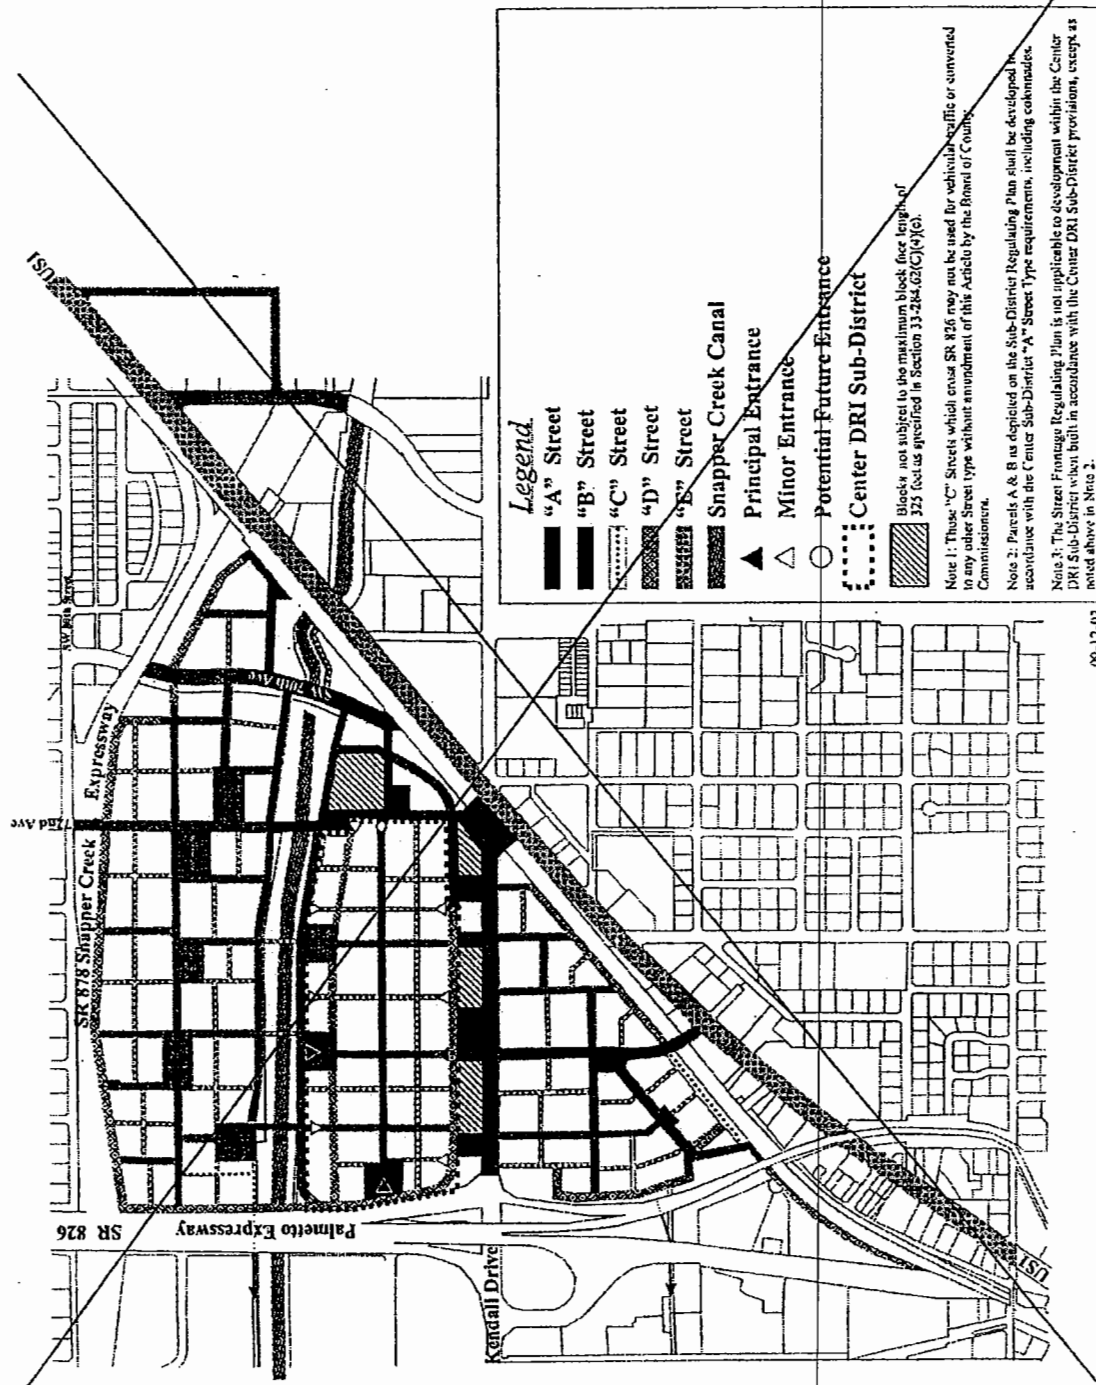 US1
SW 80th Street
SR 878 Snapper Creek Expressway
72nd Ave
SW 70th Ave
SR 826
Palmetto Expressway
Kendall Drive
US1
Legend
"A" Street
"B" Street
"C" Street
"D" Street
"E" Street
Snapper Creek Canal
Principal Entrance
Minor Entrance
Potential Future Entrance
Center DRI Sub-District
Blocks not subject to the maximum block face length of
325 feet as specified in Section 33-284.62(C)(4)(c).
Note 1: Those "C" Streets which cross SR 826 may not be used for vehicular traffic or converted
to any other Street type without amendment of this Article by the Board of County
Commissioners.
Note 2: Parcels A & B as depicted on the Sub-District Regulating Plan shall be developed in
accordance with the Center Sub-District "A" Street Type requirements, including colonnades.
Note 3: The Street Frontage Regulating Plan is not applicable to development within the Center
DRI Sub-District when built in accordance with the Center DRI Sub-District provisions, except as
noted above in Note 2.